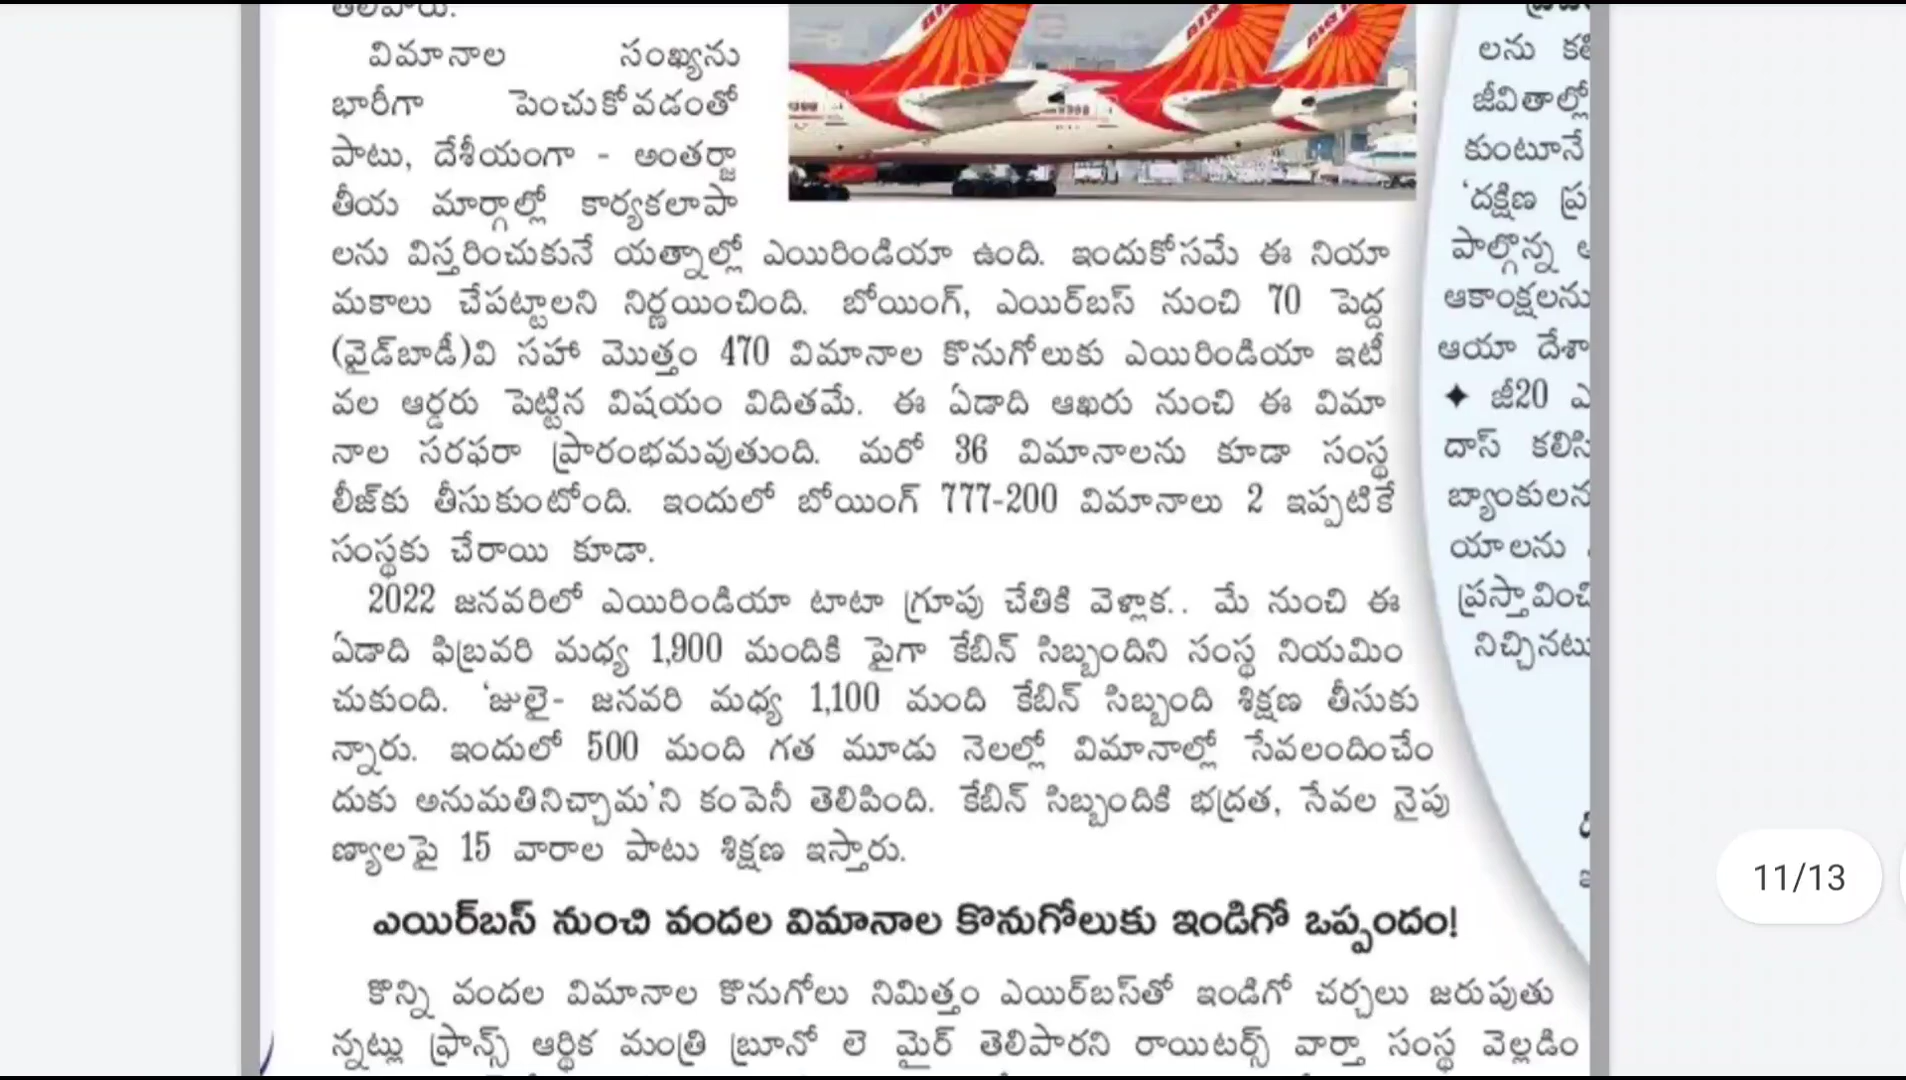 తెలిపారు.
విమానాల సంఖ్యను
భారీగా పెంచుకోవడంతో
పాటు, దేశీయంగా - అంతర్జా
తీయ మార్గాల్లో కార్యకలాపా
లను విస్తరించుకునే యత్నాల్లో ఎయిరిండియా ఉంది. ఇందుకోసమే ఈ నియా
మకాలు చేపట్టాలని నిర్ణయించింది. బోయింగ్, ఎయిర్‌బస్ నుంచి 70 పెద్ద
(వైడ్‌బాడీ)వి సహా మొత్తం 470 విమానాల కొనుగోలుకు ఎయిరిండియా ఇటీ
వల ఆర్డరు పెట్టిన విషయం విదితమే. ఈ ఏడాది ఆఖరు నుంచి ఈ విమా
నాల సరఫరా ప్రారంభమవుతుంది. మరో 36 విమానాలను కూడా సంస్థ
లీజ్‌కు తీసుకుంటోంది. ఇందులో బోయింగ్ 777-200 విమానాలు 2 ఇప్పటికే
సంస్థకు చేరాయి కూడా.
2022 జనవరిలో ఎయిరిండియా టాటా గ్రూపు చేతికి వెళ్లాక.. మే నుంచి ఈ
ఏడాది ఫిబ్రవరి మధ్య 1,900 మందికి పైగా కేబిన్ సిబ్బందిని సంస్థ నియమిం
చుకుంది. 'జులై- జనవరి మధ్య 1,100 మంది కేబిన్ సిబ్బంది శిక్షణ తీసుకు
న్నారు. ఇందులో 500 మంది గత మూడు నెలల్లో విమానాల్లో సేవలందించేం
దుకు అనుమతినిచ్చామ'ని కంపెనీ తెలిపింది. కేబిన్ సిబ్బందికి భద్రత, సేవల నైపు
ణ్యాలపై 15 వారాల పాటు శిక్షణ ఇస్తారు.
ఎయిర్‌బస్ నుంచి వందల విమానాల కొనుగోలుకు ఇండిగో ఒప్పందం!
కొన్ని వందల విమానాల కొనుగోలు నిమిత్తం ఎయిర్‌బస్‌తో ఇండిగో చర్చలు జరుపుతు
న్నట్లు ఫ్రాన్స్ ఆర్థిక మంత్రి బ్రూనో లె మైర్ తెలిపారని రాయిటర్స్ వార్తా సంస్థ వెల్లడిం
లను
జీవితాల్లో
కుంటూనే
'దక్షిణ
పాల్గొన్న
ఆకాంక్షలను
ఆయా దేశా
✦ జీ20
దాస్ కలిసి
బ్యాంకులన
యాలను
ప్రస్తావించి
నిచ్చినట్లు
11/13